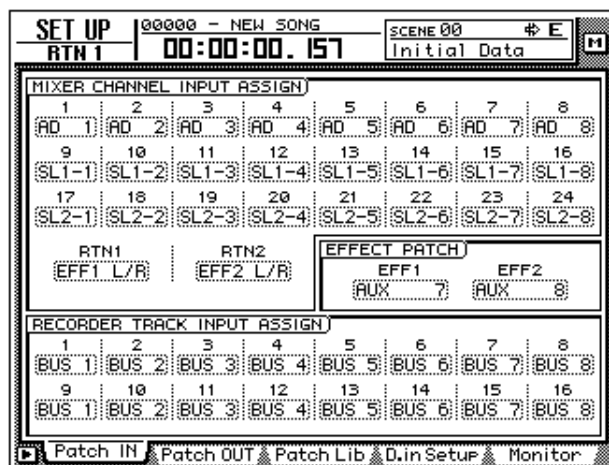 SET UP
RTN 1
00000 - NEW SONG
00:00:00. 157
SCENE 00 E
Initial Data
M
MIXER CHANNEL INPUT ASSIGN
1 2 3 4 5 6 7 8
AD 1 AD 2 AD 3 AD 4 AD 5 AD 6 AD 7 AD 8
9 10 11 12 13 14 15 16
SL1-1 SL1-2 SL1-3 SL1-4 SL1-5 SL1-6 SL1-7 SL1-8
17 18 19 20 21 22 23 24
SL2-1 SL2-2 SL2-3 SL2-4 SL2-5 SL2-6 SL2-7 SL2-8
RTN1 RTN2
EFF1 L/R EFF2 L/R
EFFECT PATCH
EFF1 EFF2
AUX 7 AUX 8
RECORDER TRACK INPUT ASSIGN
1 2 3 4 5 6 7 8
BUS 1 BUS 2 BUS 3 BUS 4 BUS 5 BUS 6 BUS 7 BUS 8
9 10 11 12 13 14 15 16
BUS 1 BUS 2 BUS 3 BUS 4 BUS 5 BUS 6 BUS 7 BUS 8
Patch IN Patch OUT Patch Lib D.in Setup Monitor